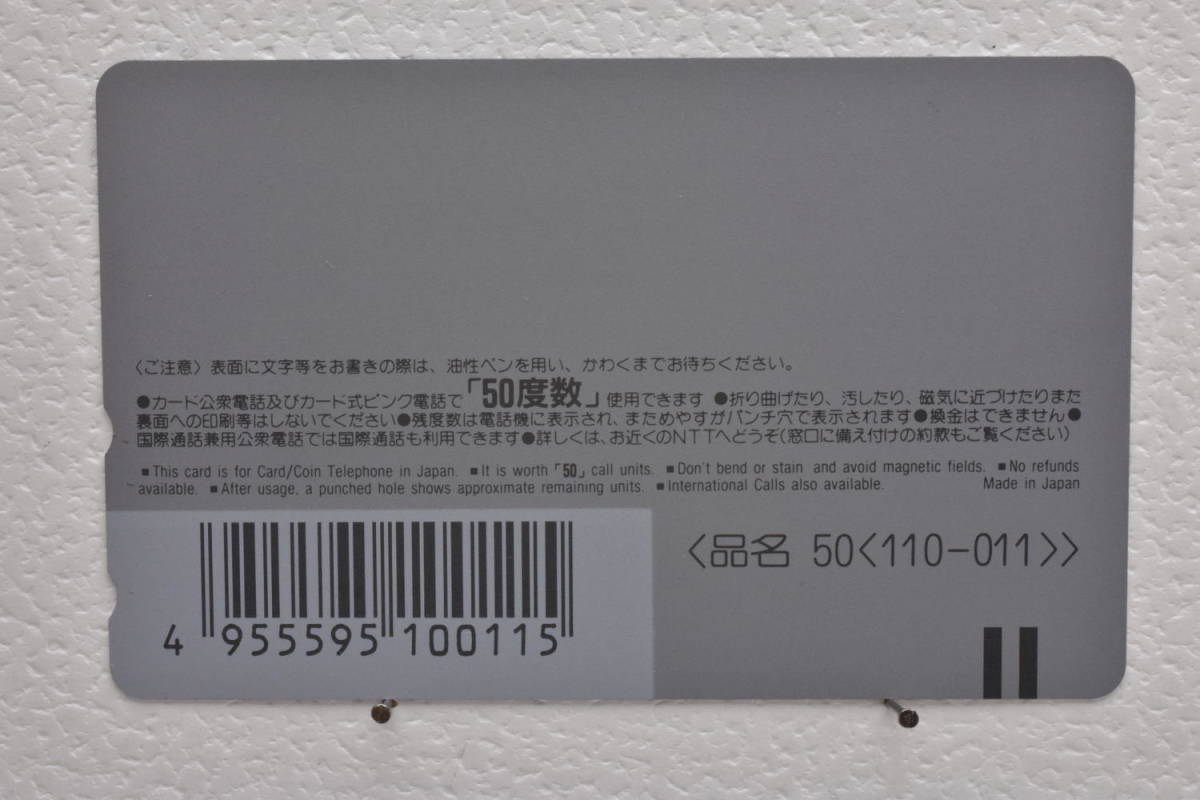 〈ご注意〉表面に文字等をお書きの際は、油性ペンを用い、かわくまでお待ちください。
●カード公衆電話及びカード式ピンク電話で「50度数」使用できます ●折り曲げたり、汚したり、磁気に近づけたりまた
裏面への印刷等はしないでください●残度数は電話機に表示され、まためやすがパンチ穴で表示されます●換金はできません●
国際通話兼用公衆電話では国際通話も利用できます●詳しくは、お近くのNTTへどうぞ(窓口に備え付けの約款もご覧ください)
■This card is for Card/Coin Telephone in Japan. ■It is worth「50」call units. ■Don't bend or stain and avoid magnetic fields. ■No refunds
available. ■After usage, a punched hole shows approximate remaining units. ■International Calls also available. Made in Japan
〈品名 50〈110-011〉〉
4 955595 100115